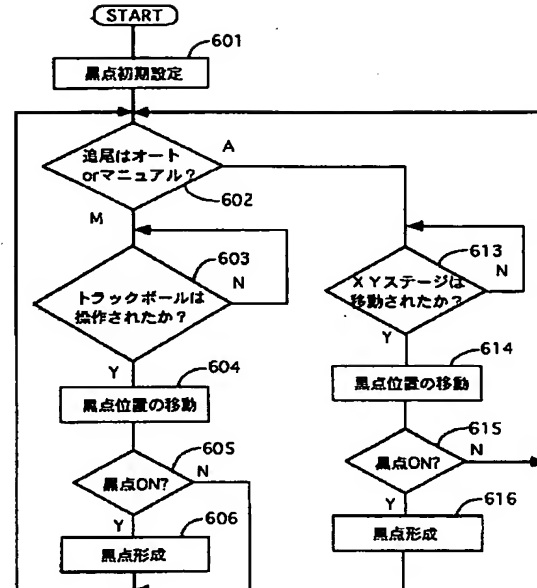 START
601
黒点初期設定
追尾はオート
orマニュアル?
A
602
M
603
N
トラックボールは
操作されたか?
Y
604
黒点位置の移動
605
N
黒点ON?
Y
606
黒点形成
613
N
XYステージは
移動されたか?
Y
614
黒点位置の移動
615
N
黒点ON?
Y
616
黒点形成